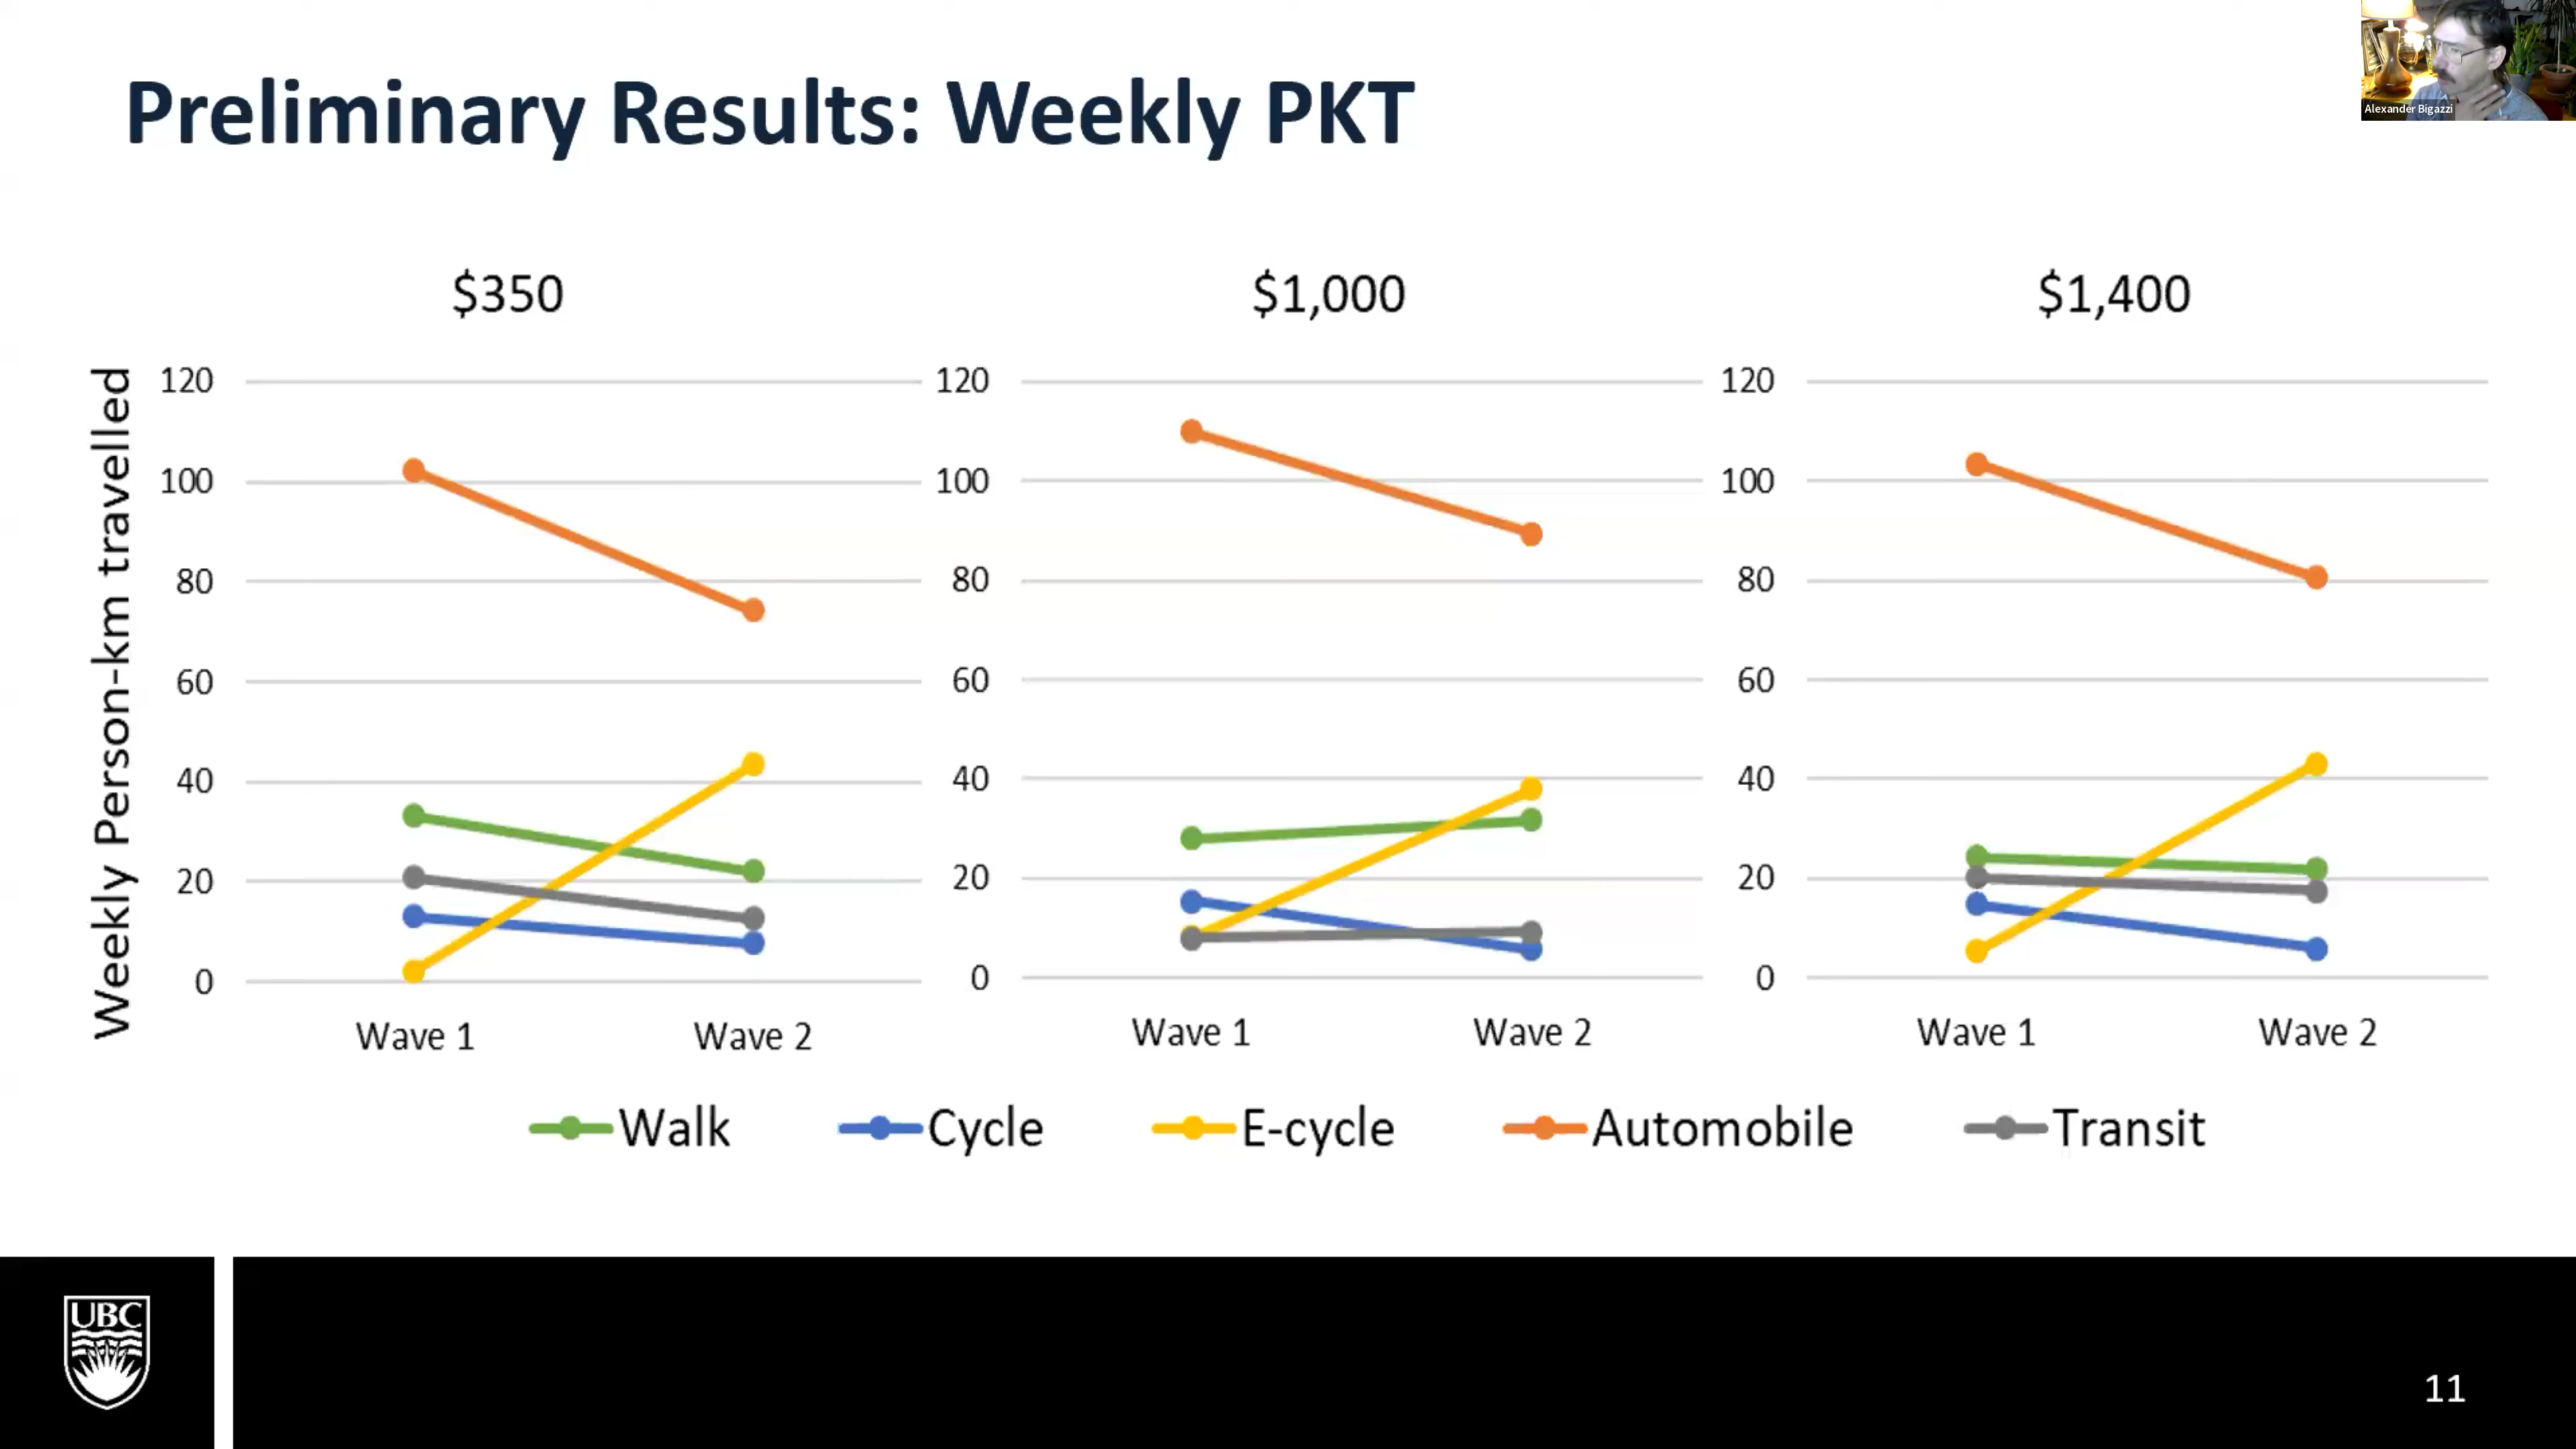 Preliminary Results: Weekly PKT
Alexander Bigazzi
$350
$1,000
$1,400
Weekly Person-km travelled
120
100
80
60
40
20
0
Wave 1
Wave 2
120
100
80
60
40
20
0
Wave 1
Wave 2
120
100
80
60
40
20
0
Wave 1
Wave 2
Walk
Cycle
E-cycle
Automobile
Transit
UBC
11